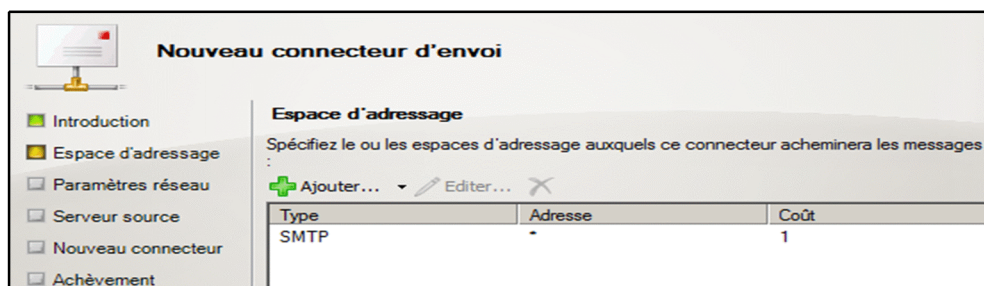 Nouveau connecteur d'envoi
Introduction
Espace d'adressage
Paramètres réseau
Serveur source
Nouveau connecteur
Achèvement
Espace d'adressage
Spécifiez le ou les espaces d'adressage auxquels ce connecteur acheminera les messages
:
Ajouter... Editer...
Type Adresse Coût
SMTP * 1